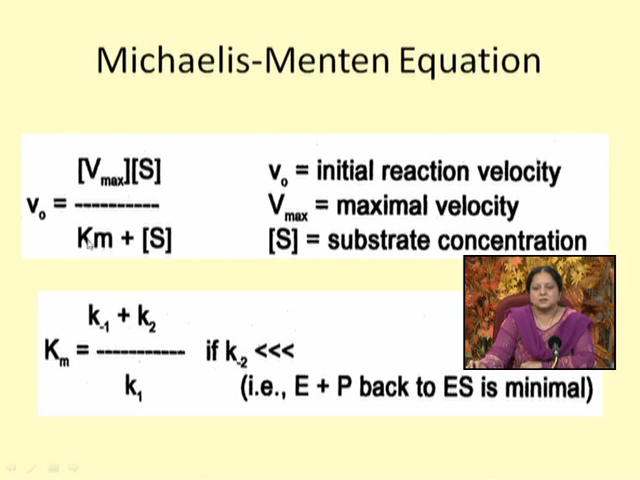 Michaelis-Menten Equation
[Vmax][S]
vo = ----------
Km + [S]
vo = initial reaction velocity
Vmax = maximal velocity
[S] = substrate concentration
k-1 + k2
Km = -----------
k1
if k-2 <<<
(i.e., E + P back to ES is minimal)